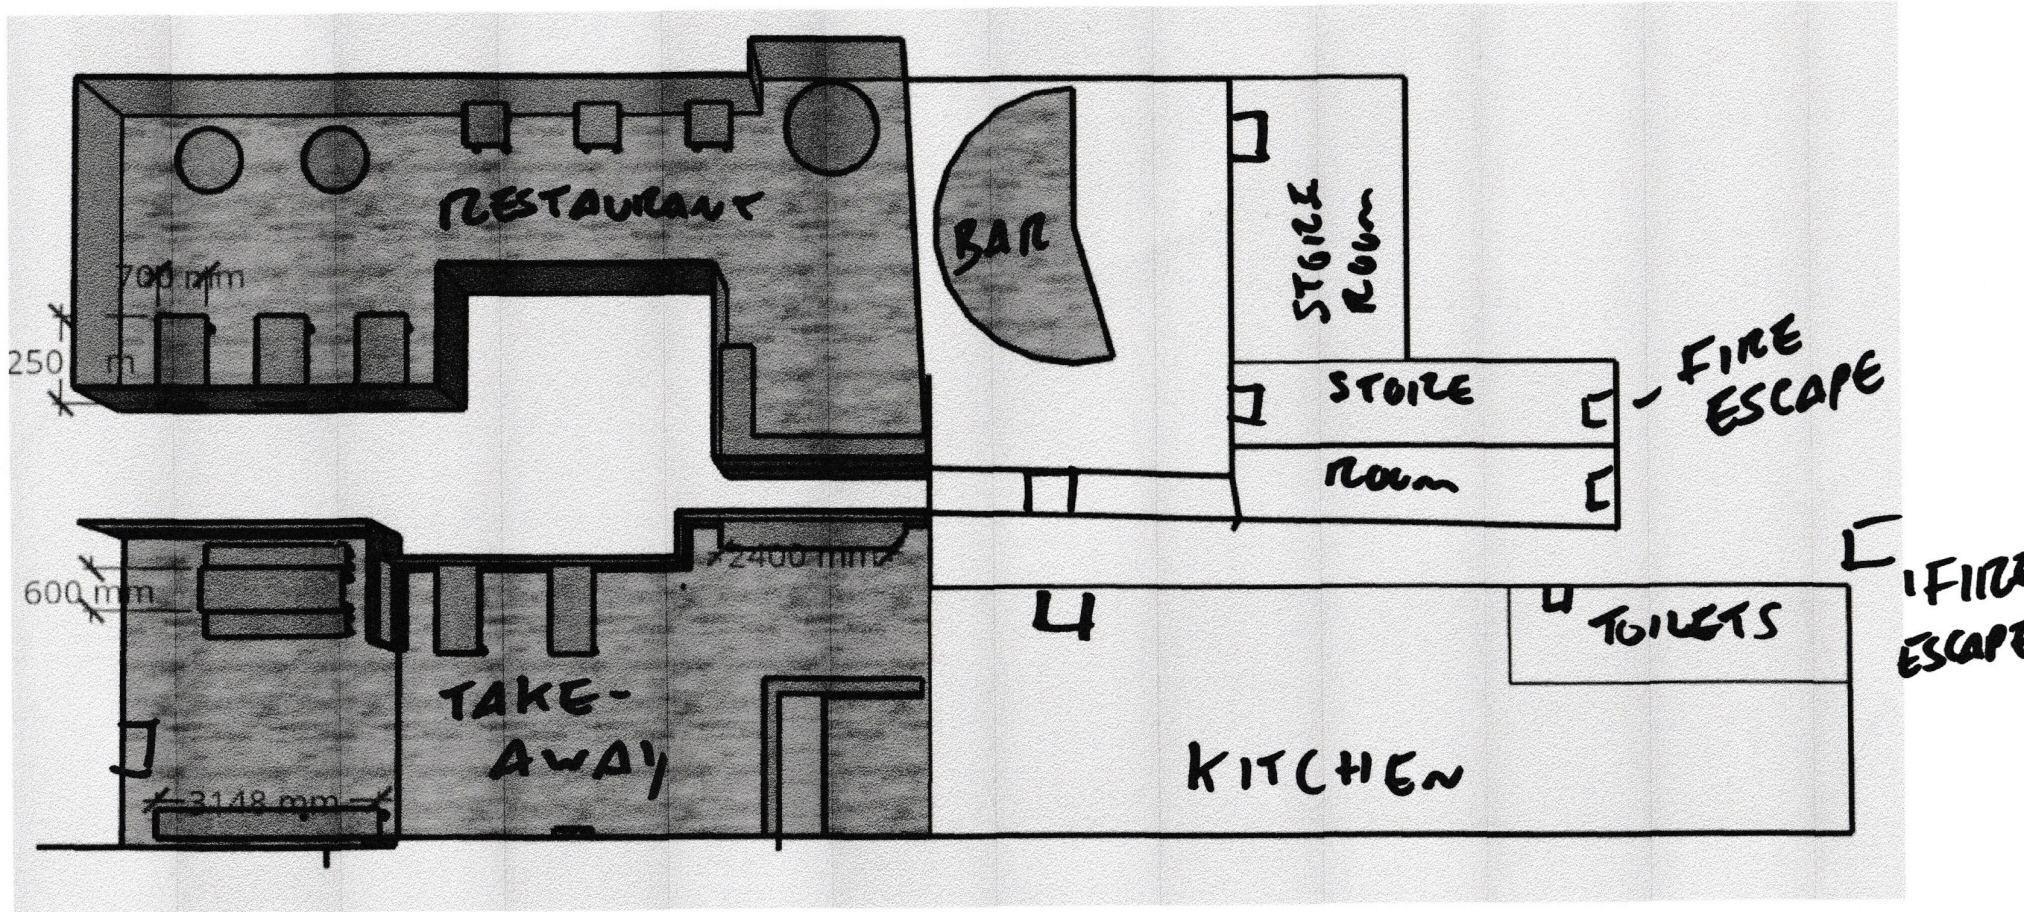 RESTAURANT
700 mm
BAR
STORE
ROOM
250 m
STORE
FIRE
ESCAPE
ROOM
2400 mm
600 mm
FIRE
ESCAPE
TOILETS
TAKE-
AWAY
KITCHEN
3148 mm